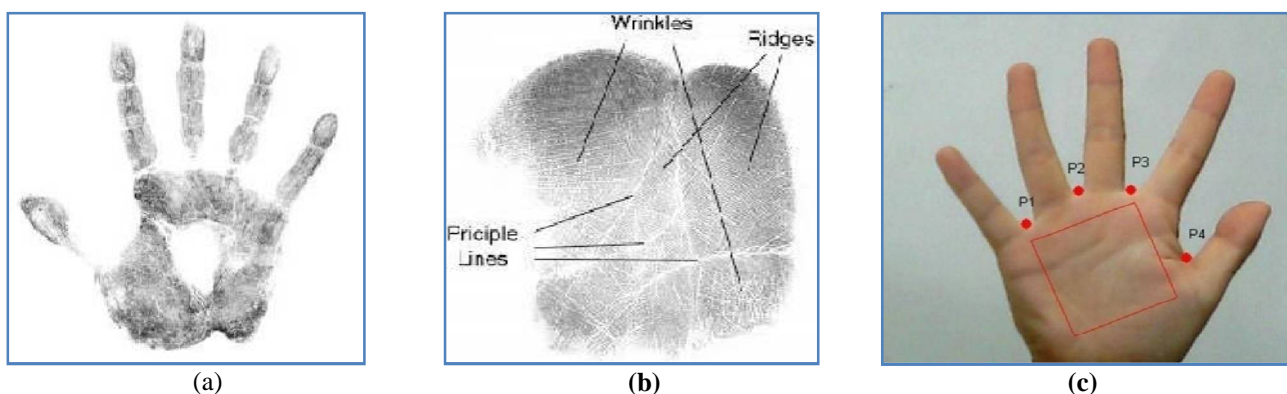 Wrinkles
Ridges
Priciple
Lines
P1
P2
P3
P4
(a)
(b)
(c)